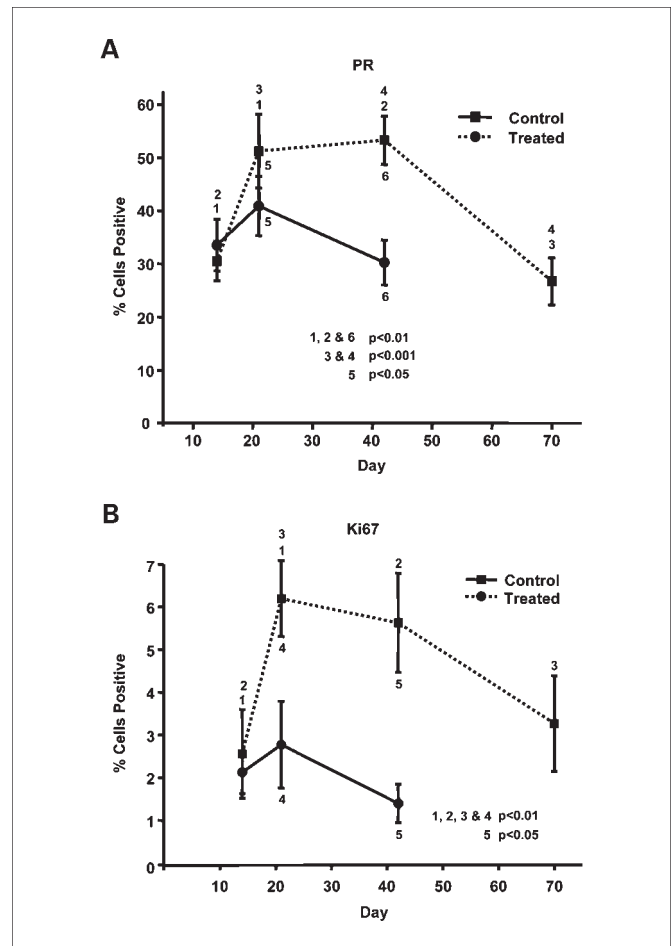 A
PR
60
50
40
30
20
10
0
% Cells Positive
2
1
3
1
5
5
4
2
6
6
4
3
Control
Treated
1, 2 & 6 p<0.01
3 & 4 p<0.001
5 p<0.05
10 20 30 40 50 60 70
Day
B
Ki67
7
6
5
4
3
2
1
0
% Cells Positive
2
1
3
1
4
4
2
5
5
3
Control
Treated
1, 2, 3 & 4 p<0.01
5 p<0.05
10 20 30 40 50 60 70
Day